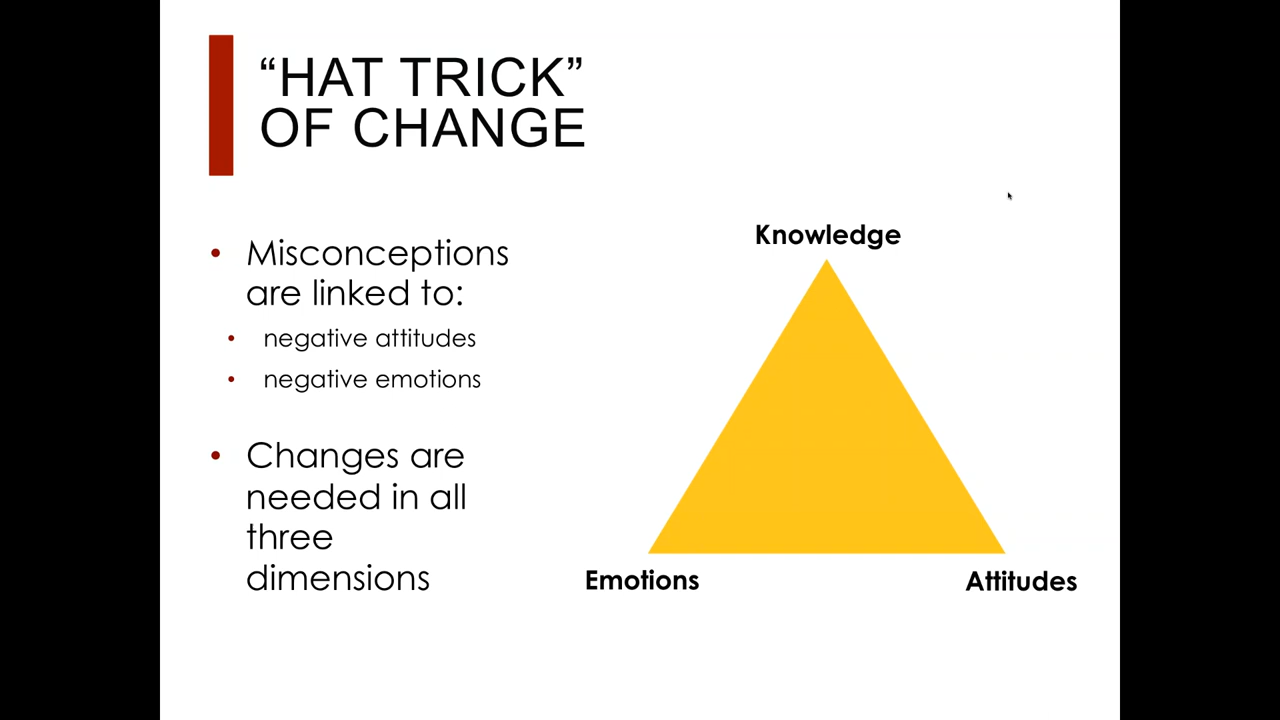 “HAT TRICK”
OF CHANGE
• Misconceptions
are linked to:
• negative attitudes
• negative emotions
• Changes are
needed in all
three
dimensions
Knowledge
Emotions
Attitudes